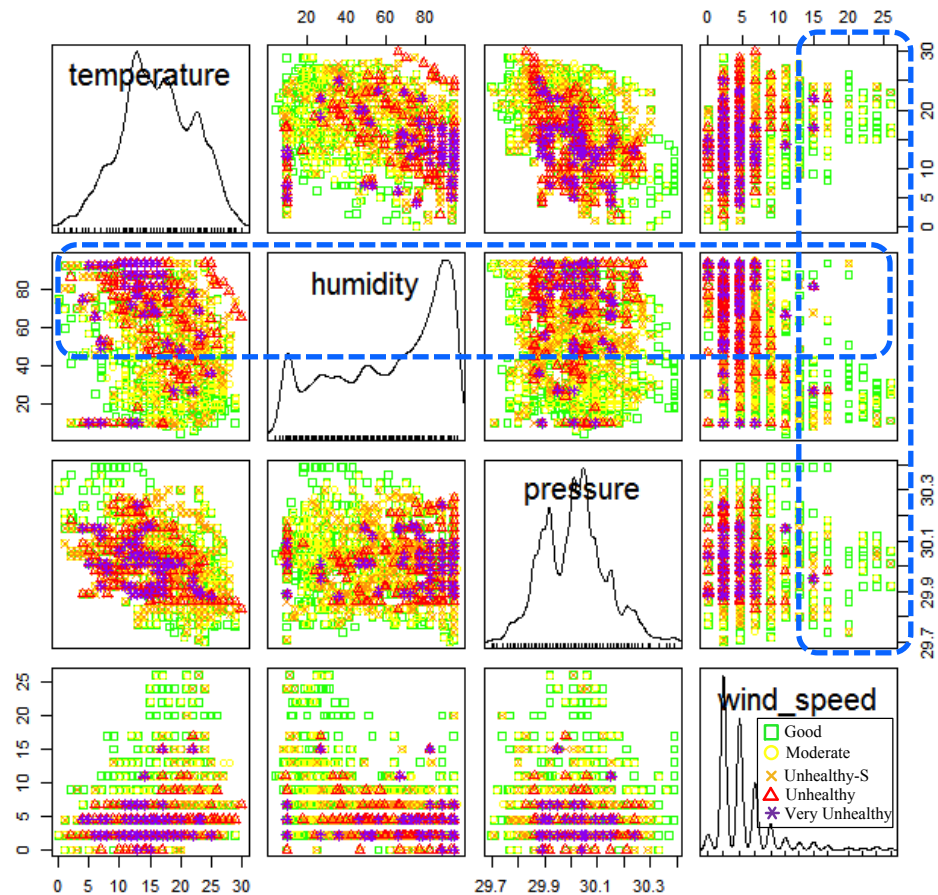 20 40 60 80
0 5 10 15 20 25
temperature
0 5 10 15 20 25 30
20 40 60 80
humidity
pressure
29.7 29.9 30.1 30.3
0 5 10 15 20 25
wind_speed
Good
Moderate
Unhealthy-S
Unhealthy
Very Unhealthy
0 5 10 15 20 25 30
29.7 29.9 30.1 30.3